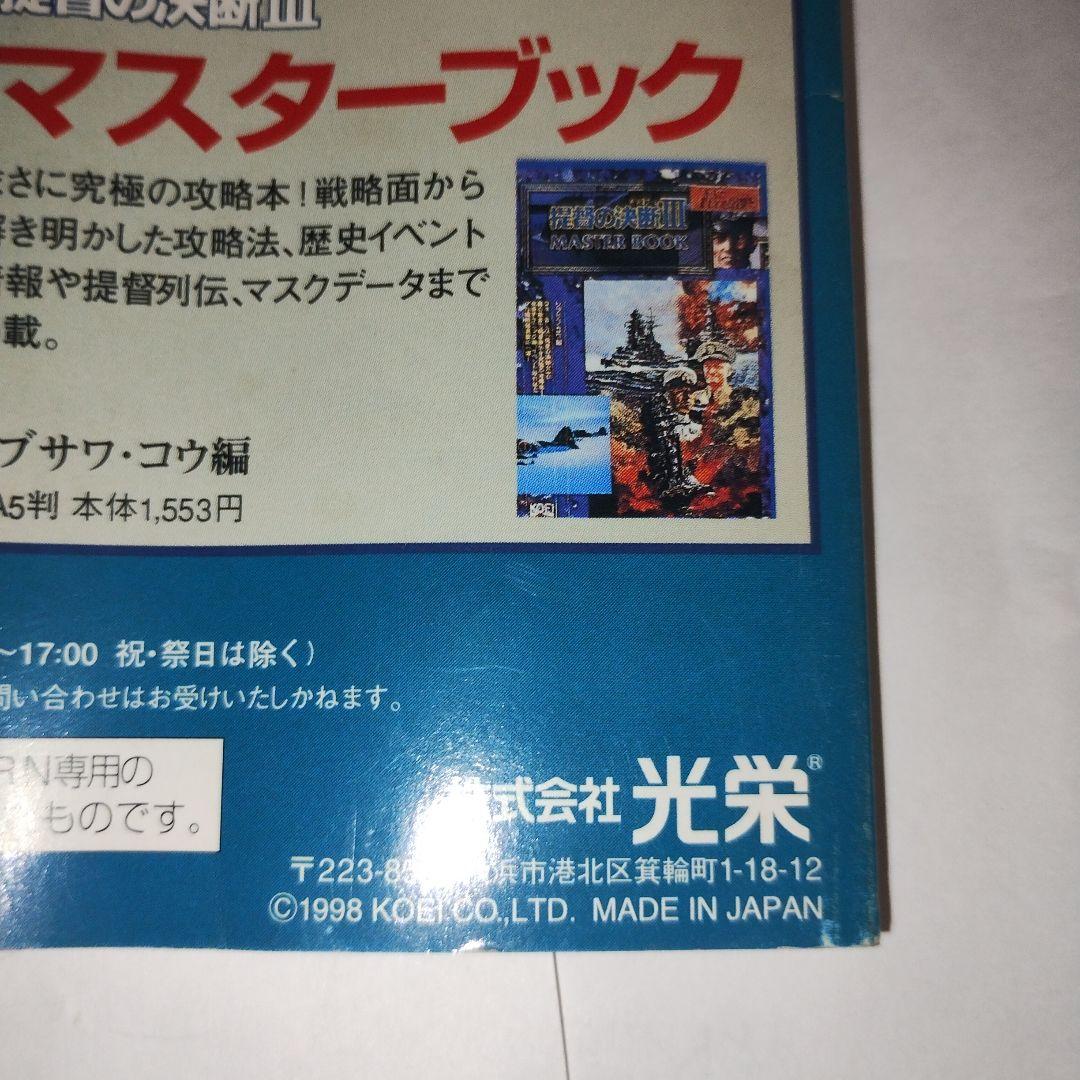 提督の決断III
マスターブック
さに究極の攻略本!戦略面から
き明かした攻略法、歴史イベント
報や提督列伝、マスクデータまで
載。
ブサワ・コウ編
A5判 本体1,553円
提督の決断III
MASTER BOOK
KOEI
〜17:00 祝・祭日は除く)
問い合わせはお受けいたしかねます。
RN専用の
ものです。
式会社 光栄®
〒223-8 浜市港北区箕輪町1-18-12
©1998 KOEI CO.,LTD. MADE IN JAPAN